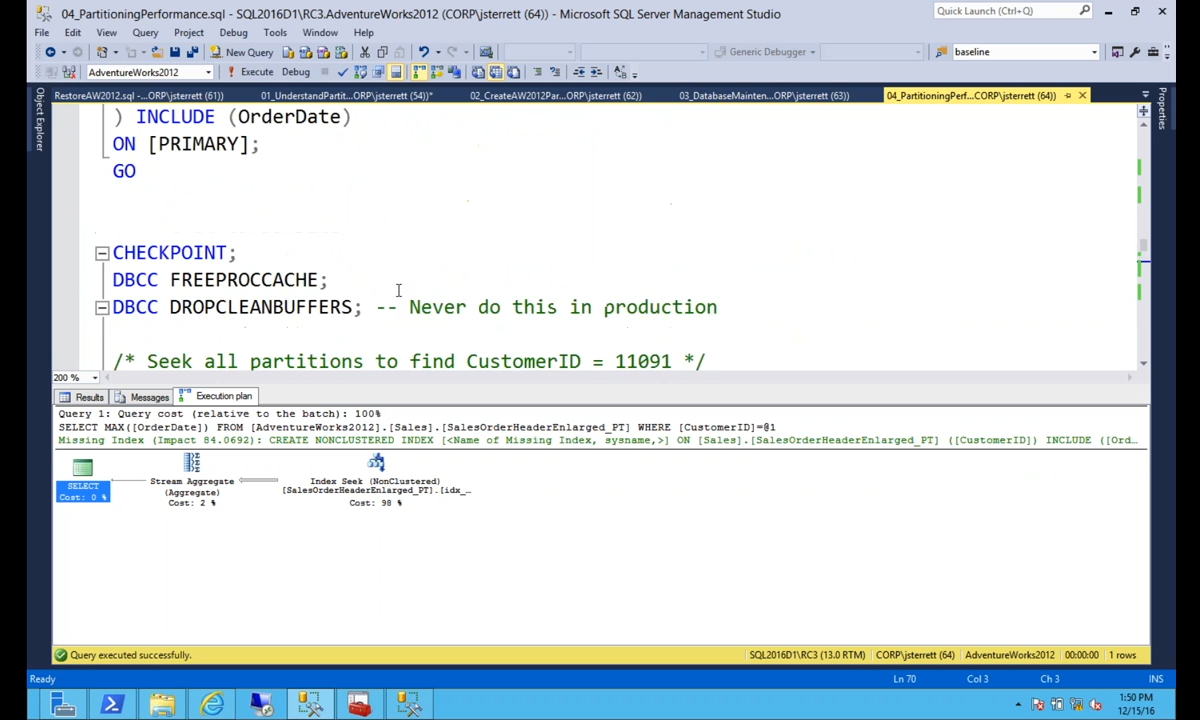 04_PartitioningPerformance.sql - SQL2016D1\RC3.AdventureWorks2012 (CORP\jsterrett (64)) - Microsoft SQL Server Management Studio
Quick Launch (Ctrl+Q)
File Edit View Query Project Debug Tools Window Help
New Query Generic Debugger baseline
AdventureWorks2012 Execute Debug
RestoreAW2012.sql -...ORP\jsterrett (61)) 01_UnderstandPartit...ORP\jsterrett (54))* 02_CreateAW2012Par...ORP\jsterrett (62)) 03_DatabaseMainten...ORP\jsterrett (63)) 04_PartitioningPerf...CORP\jsterrett (64))
Object Explorer
Properties
) INCLUDE (OrderDate)
ON [PRIMARY];
GO
CHECKPOINT;
DBCC FREEPROCCACHE;
DBCC DROPCLEANBUFFERS; -- Never do this in production
/* Seek all partitions to find CustomerID = 11091 */
200 %
Results Messages Execution plan
Query 1: Query cost (relative to the batch): 100%
SELECT MAX([OrderDate]) FROM [AdventureWorks2012].[Sales].[SalesOrderHeaderEnlarged_PT] WHERE [CustomerID]=@1
Missing Index (Impact 84.0692): CREATE NONCLUSTERED INDEX [<Name of Missing Index, sysname,>] ON [Sales].[SalesOrderHeaderEnlarged_PT] ([CustomerID]) INCLUDE ([Ord...
SELECT
Cost: 0 %
Stream Aggregate
(Aggregate)
Cost: 2 %
Index Seek (NonClustered)
[SalesOrderHeaderEnlarged_PT].[idx_...
Cost: 98 %
Query executed successfully. SQL2016D1\RC3 (13.0 RTM) CORP\jsterrett (64) AdventureWorks2012 00:00:00 1 rows
Ready Ln 70 Col 3 Ch 3 INS
1:50 PM
12/15/16